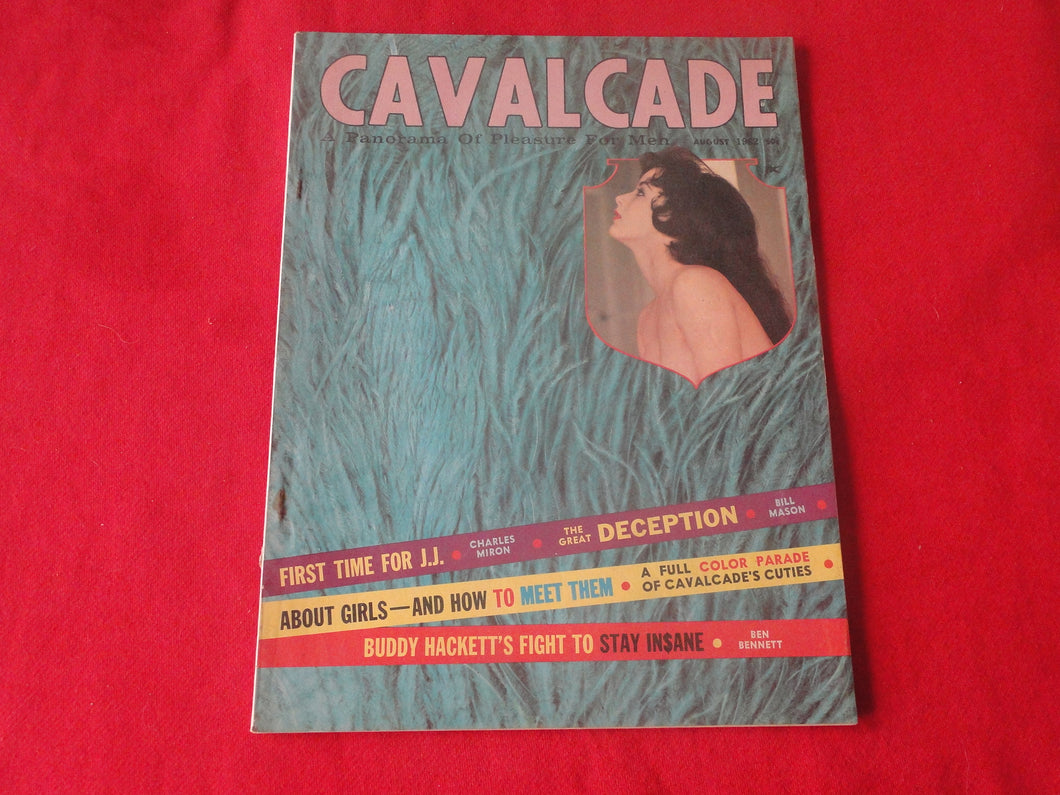 CAVALCADE
A Panorama Of Pleasure For Men
AUGUST 1962 50¢
FIRST TIME FOR J.J. • CHARLES MIRON • THE GREAT DECEPTION • BILL MASON •
ABOUT GIRLS—AND HOW TO MEET THEM • A FULL COLOR PARADE OF CAVALCADE'S CUTIES •
BUDDY HACKETT'S FIGHT TO STAY IN$ANE • BEN BENNETT